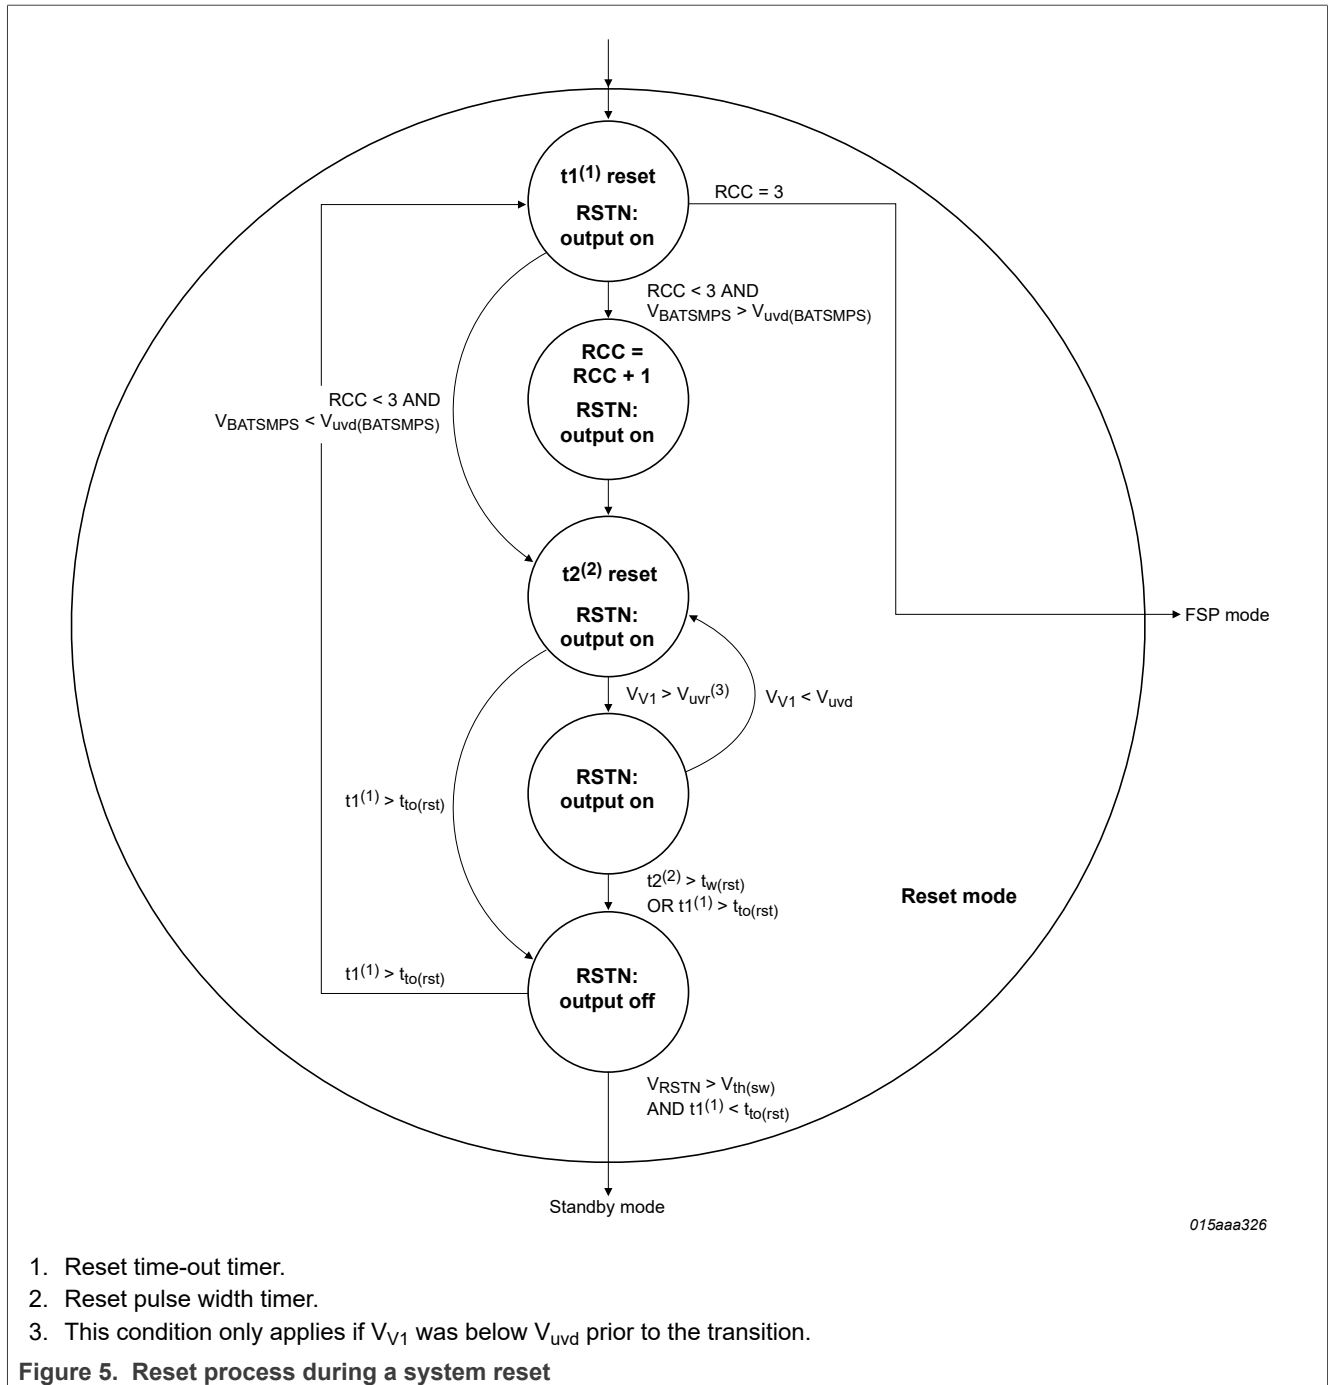 t1(1) reset
RSTN:
output on
RCC = 3
RCC < 3 AND
VBATSMPS > Vuvd(BATSMPS)
RCC =
RCC + 1
RSTN:
output on
RCC < 3 AND
VBATSMPS < Vuvd(BATSMPS)
t2(2) reset
RSTN:
output on
FSP mode
VV1 > Vuvr(3)
VV1 < Vuvd
RSTN:
output on
t1(1) > tto(rst)
t2(2) > tw(rst)
OR t1(1) > tto(rst)
Reset mode
t1(1) > tto(rst)
RSTN:
output off
VRSTN > Vth(sw)
AND t1(1) < tto(rst)
Standby mode
015aaa326
1. Reset time-out timer.
2. Reset pulse width timer.
3. This condition only applies if VV1 was below Vuvd prior to the transition.
Figure 5. Reset process during a system reset